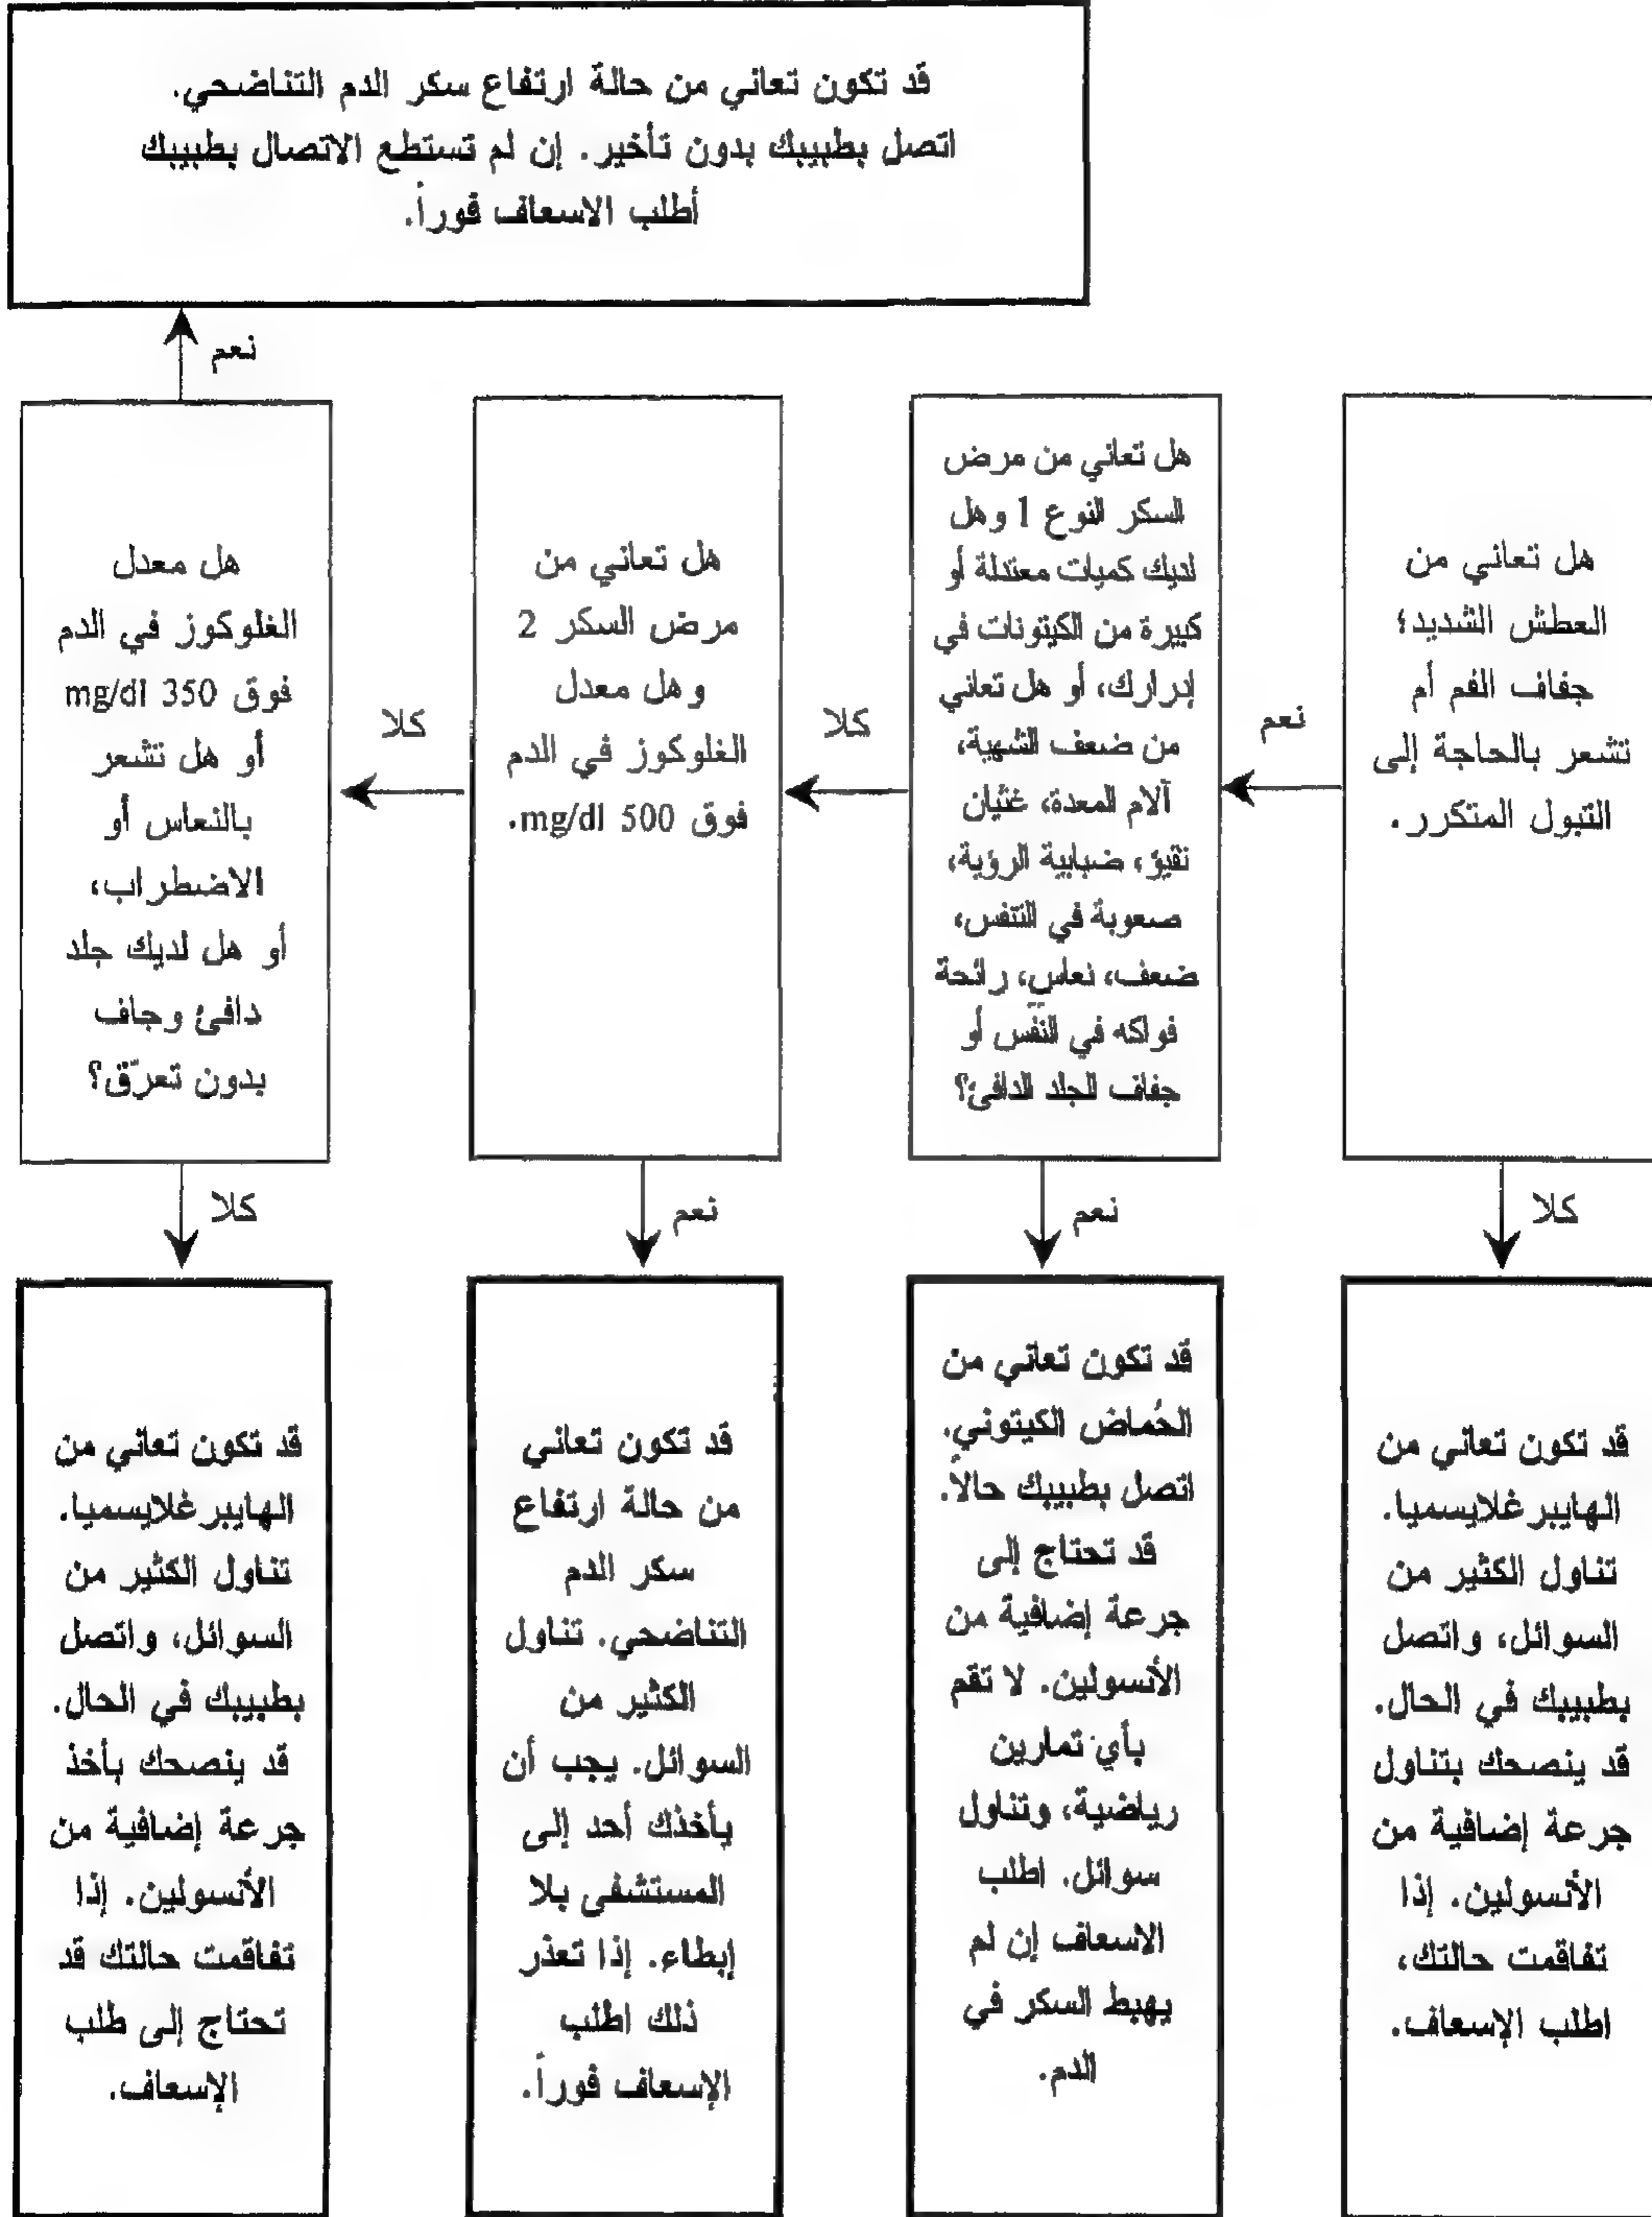 قد تكون تعاني من حالة ارتفاع سكر الدم التناضحي.
اتصل بطبيبك بدون تأخير. إن لم تستطع الاتصال بطبيبك
أطلب الاسعاف فوراً.
نعم
هل تعاني من
العطش الشديد؛
جفاف الفم أم
تشعر بالحاجة إلى
التبول المتكرر.
نعم
هل تعاني من مرض
السكر النوع 1 وهل
لديك كميات معتدلة أو
كبيرة من الكيتونات في
إدرارك، أو هل تعاني
من ضعف الشهية،
آلام المعدة، غثيان
تقيؤ، ضبابية الرؤية،
صعوبة في التنفس،
ضعف، نعاس، رائحة
فواكه في النفَس أو
جفاف الجلد الدافئ؟
كلا
هل تعاني من
مرض السكر 2
وهل معدل
الغلوكوز في الدم
فوق 500 mg/dl.
كلا
هل معدل
الغلوكوز في الدم
فوق 350 mg/dl
أو هل تشعر
بالنعاس أو
الاضطراب،
أو هل لديك جلد
دافئ وجاف
بدون تعرّق؟
كلا
نعم
نعم
كلا
قد تكون تعاني من
الهايبرغلايسميا.
تناول الكثير من
السوائل، واتصل
بطبيبك في الحال.
قد ينصحك بتناول
جرعة إضافية من
الأنسولين. إذا
تفاقمت حالتك،
اطلب الإسعاف.
قد تكون تعاني من
الحُماض الكيتوني.
اتصل بطبيبك حالاً.
قد تحتاج إلى
جرعة إضافية من
الأنسولين. لا تقم
بأي تمارين
رياضية، وتناول
سوائل. اطلب
الاسعاف إن لم
يهبط السكر في
الدم.
قد تكون تعاني
من حالة ارتفاع
سكر الدم
التناضحي. تناول
الكثير من
السوائل. يجب أن
يأخذك أحد إلى
المستشفى بلا
إبطاء. إذا تعذر
ذلك اطلب
الإسعاف فوراً.
قد تكون تعاني من
الهايبرغلايسميا.
تناول الكثير من
السوائل، واتصل
بطبيبك في الحال.
قد ينصحك بأخذ
جرعة إضافية من
الأنسولين. إذا
تفاقمت حالتك قد
تحتاج إلى طلب
الإسعاف.